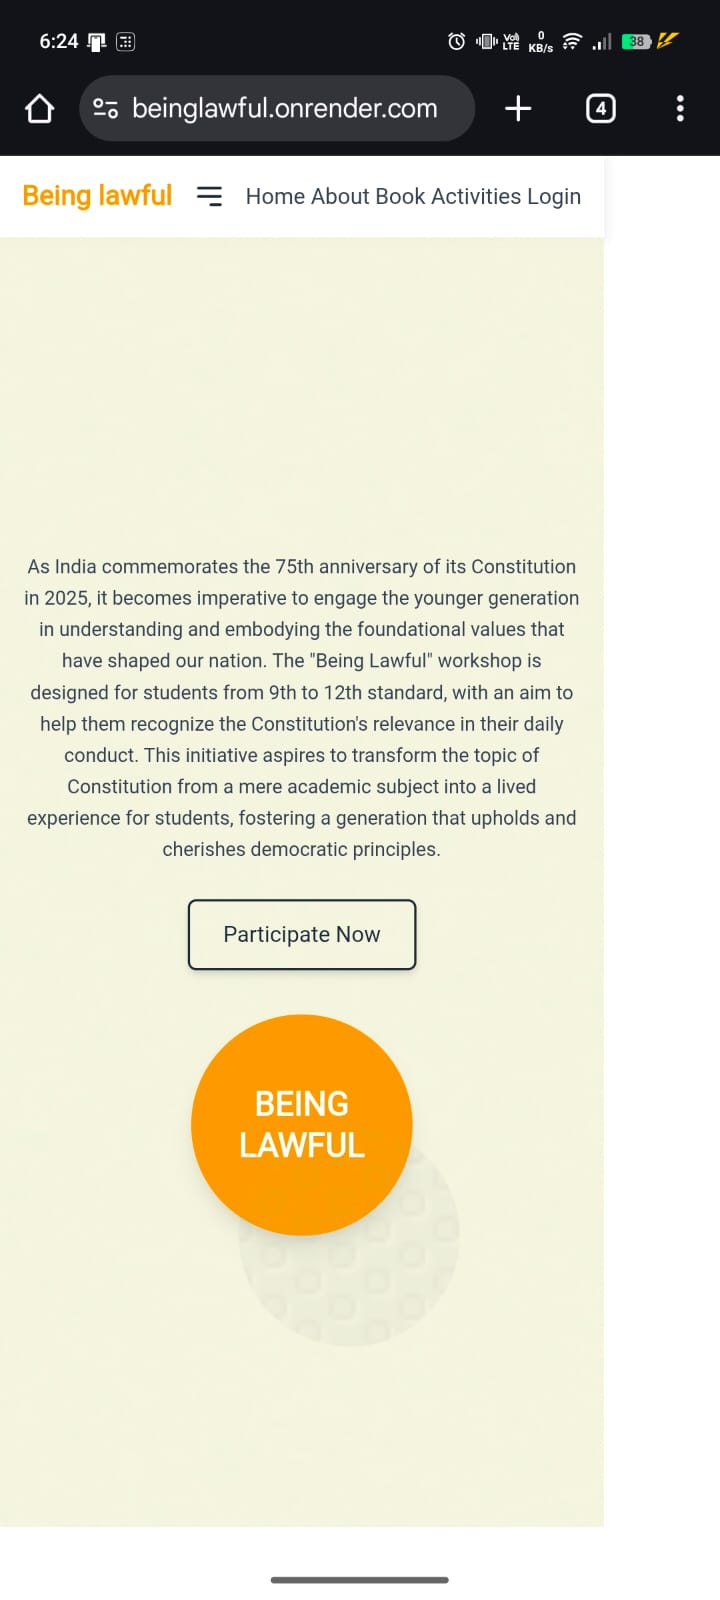 6:24
Vo) LTE 0 KB/s 38
beinglawful.onrender.com 4
Being lawful Home About Book Activities Login
As India commemorates the 75th anniversary of its Constitution
in 2025, it becomes imperative to engage the younger generation
in understanding and embodying the foundational values that
have shaped our nation. The "Being Lawful" workshop is
designed for students from 9th to 12th standard, with an aim to
help them recognize the Constitution's relevance in their daily
conduct. This initiative aspires to transform the topic of
Constitution from a mere academic subject into a lived
experience for students, fostering a generation that upholds and
cherishes democratic principles.
Participate Now
BEING
LAWFUL